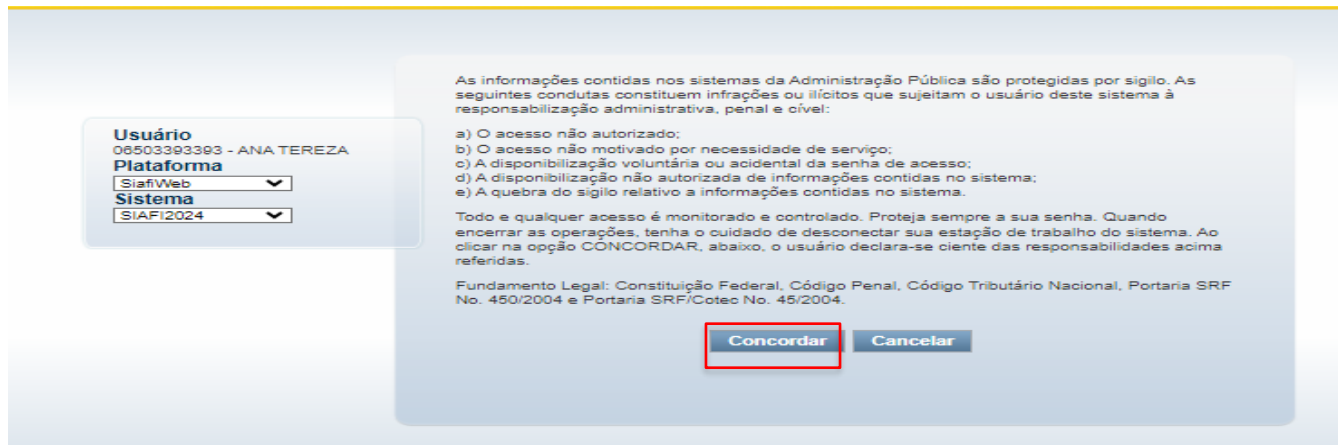 As informações contidas nos sistemas da Administração Pública são protegidas por sigilo. As
seguintes condutas constituem infrações ou ilícitos que sujeitam o usuário deste sistema à
responsabilização administrativa, penal e cível:
a) O acesso não autorizado;
b) O acesso não motivado por necessidade de serviço;
c) A disponibilização voluntária ou acidental da senha de acesso;
d) A disponibilização não autorizada de informações contidas no sistema;
e) A quebra do sigilo relativo a informações contidas no sistema.
Todo e qualquer acesso é monitorado e controlado. Proteja sempre a sua senha. Quando
encerrar as operações, tenha o cuidado de desconectar sua estação de trabalho do sistema. Ao
clicar na opção CONCORDAR, abaixo, o usuário declara-se ciente das responsabilidades acima
referidas.
Fundamento Legal: Constituição Federal, Código Penal, Código Tributário Nacional, Portaria SRF
No. 450/2004 e Portaria SRF/Cotec No. 45/2004.
Concordar Cancelar
Usuário
06503393393 - ANA TEREZA
Plataforma
SiafiWeb
Sistema
SIAFI2024